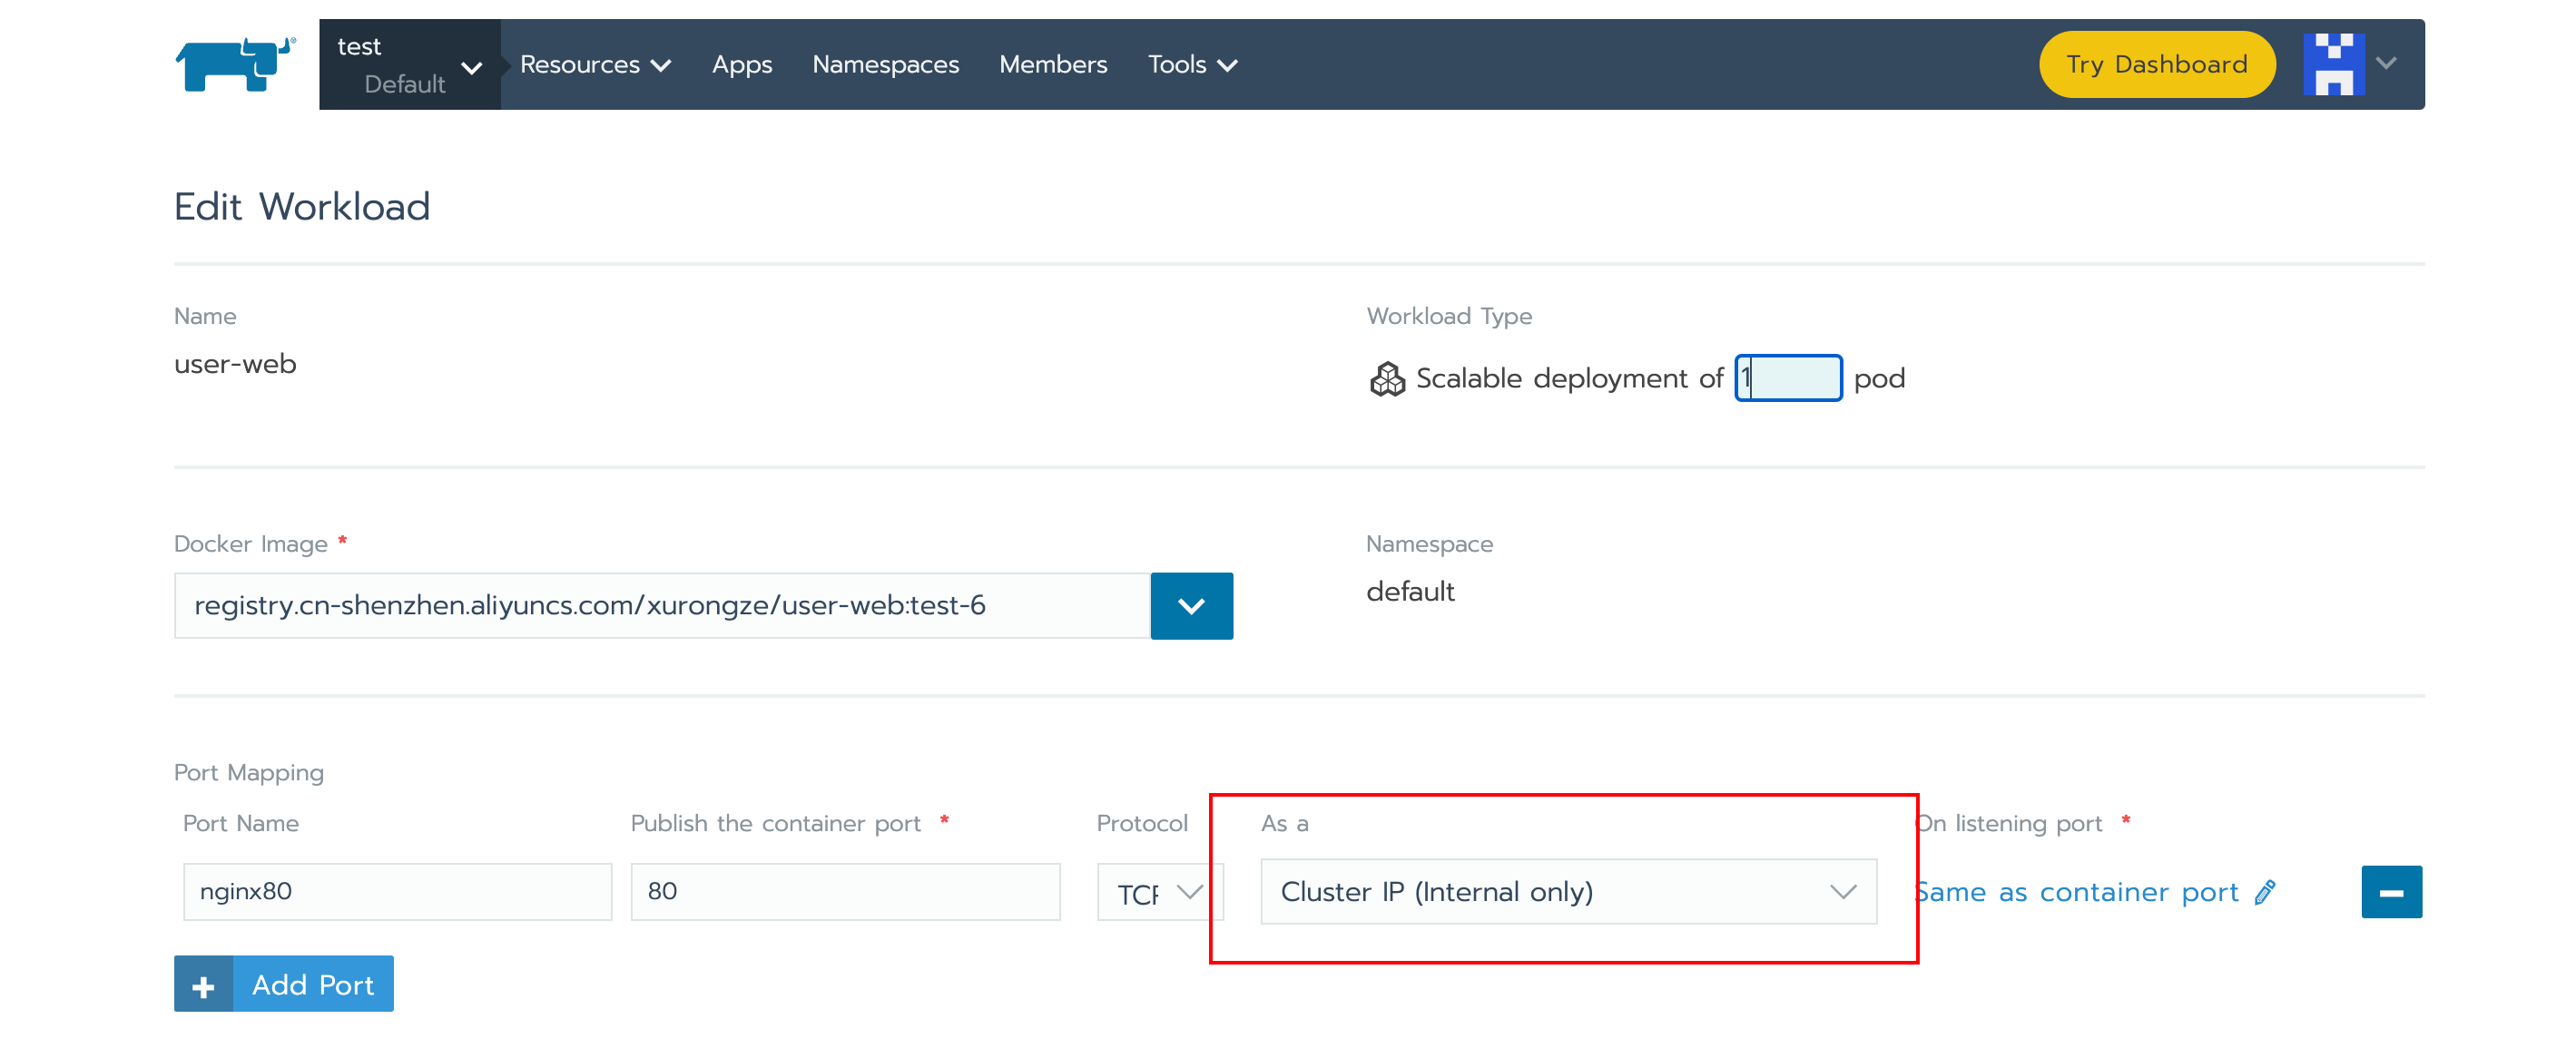 test
Default
Resources Apps Namespaces Members Tools
Try Dashboard
Edit Workload
Name
user-web
Workload Type
Scalable deployment of 1 pod
Docker Image *
registry.cn-shenzhen.aliyuncs.com/xurongze/user-web:test-6
Namespace
default
Port Mapping
Port Name Publish the container port * Protocol As a On listening port *
nginx80 80 TCP Cluster IP (Internal only) Same as container port
+ Add Port